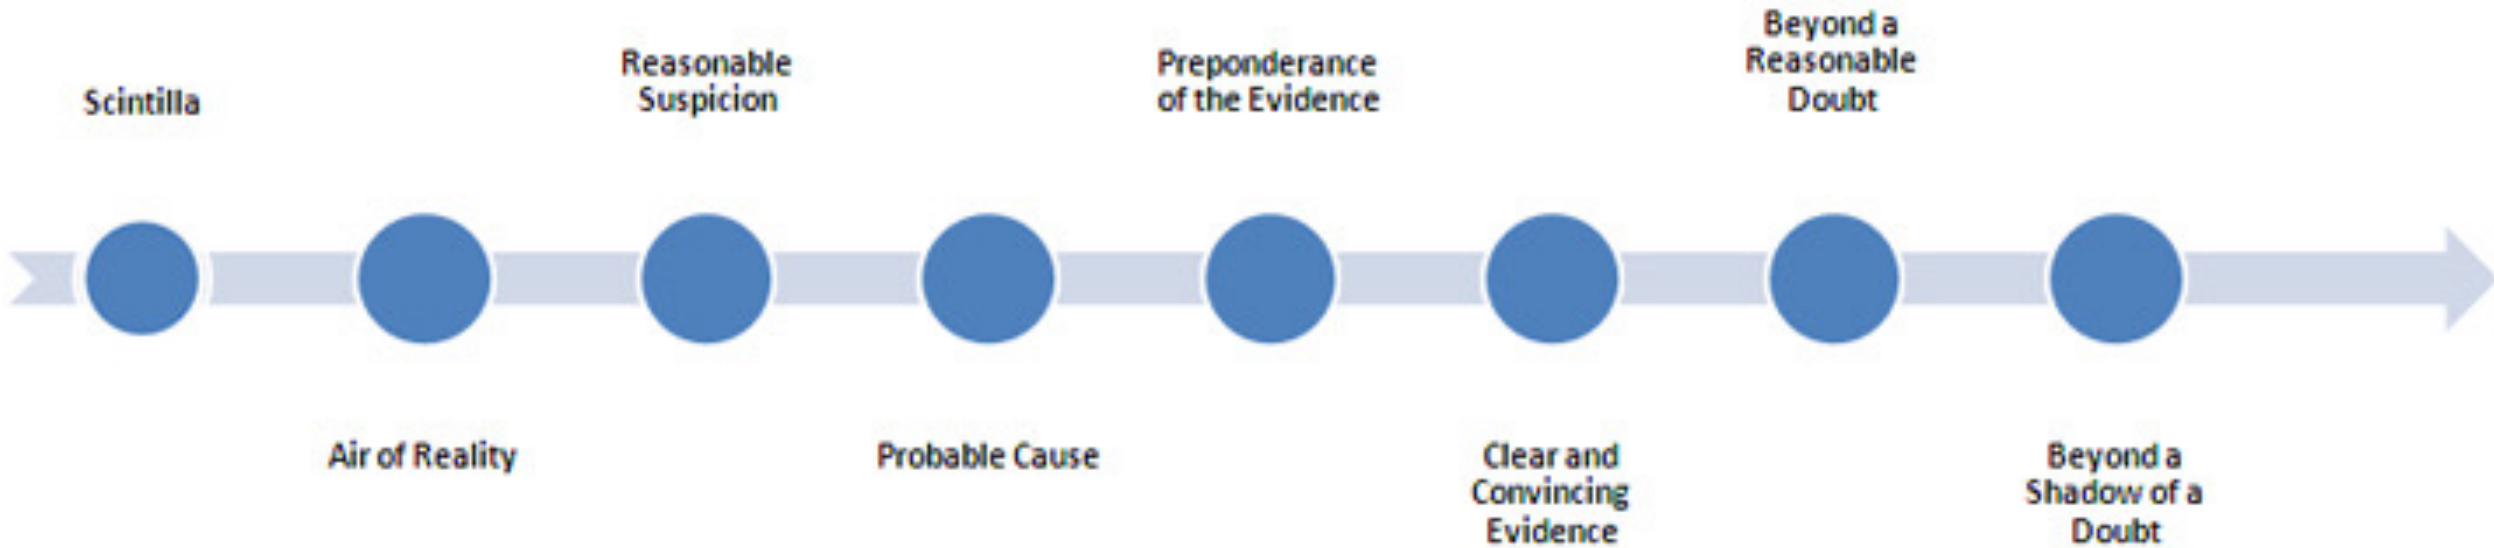 Scintilla
Air of Reality
Reasonable
Suspicion
Probable Cause
Preponderance
of the Evidence
Clear and
Convincing
Evidence
Beyond a
Reasonable
Doubt
Beyond a
Shadow of a
Doubt